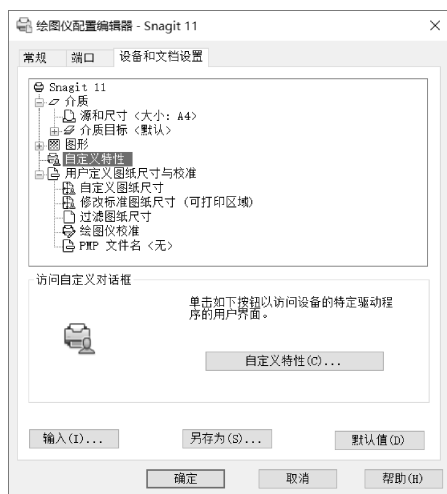 绘图仪配置编辑器 - Snagit 11
常规 端口 设备和文档设置
Snagit 11
介质
源和尺寸 <大小: A4>
介质目标 <默认>
图形
自定义特性
用户定义图纸尺寸与校准
自定义图纸尺寸
修改标准图纸尺寸 (可打印区域)
过滤图纸尺寸
绘图仪校准
PMP 文件名 <无>
访问自定义对话框
单击如下按钮以访问设备的特定驱动程
序的用户界面。
自定义特性(C)...
输入(I)... 另存为(S)... 默认值(D)
确定 取消 帮助(H)